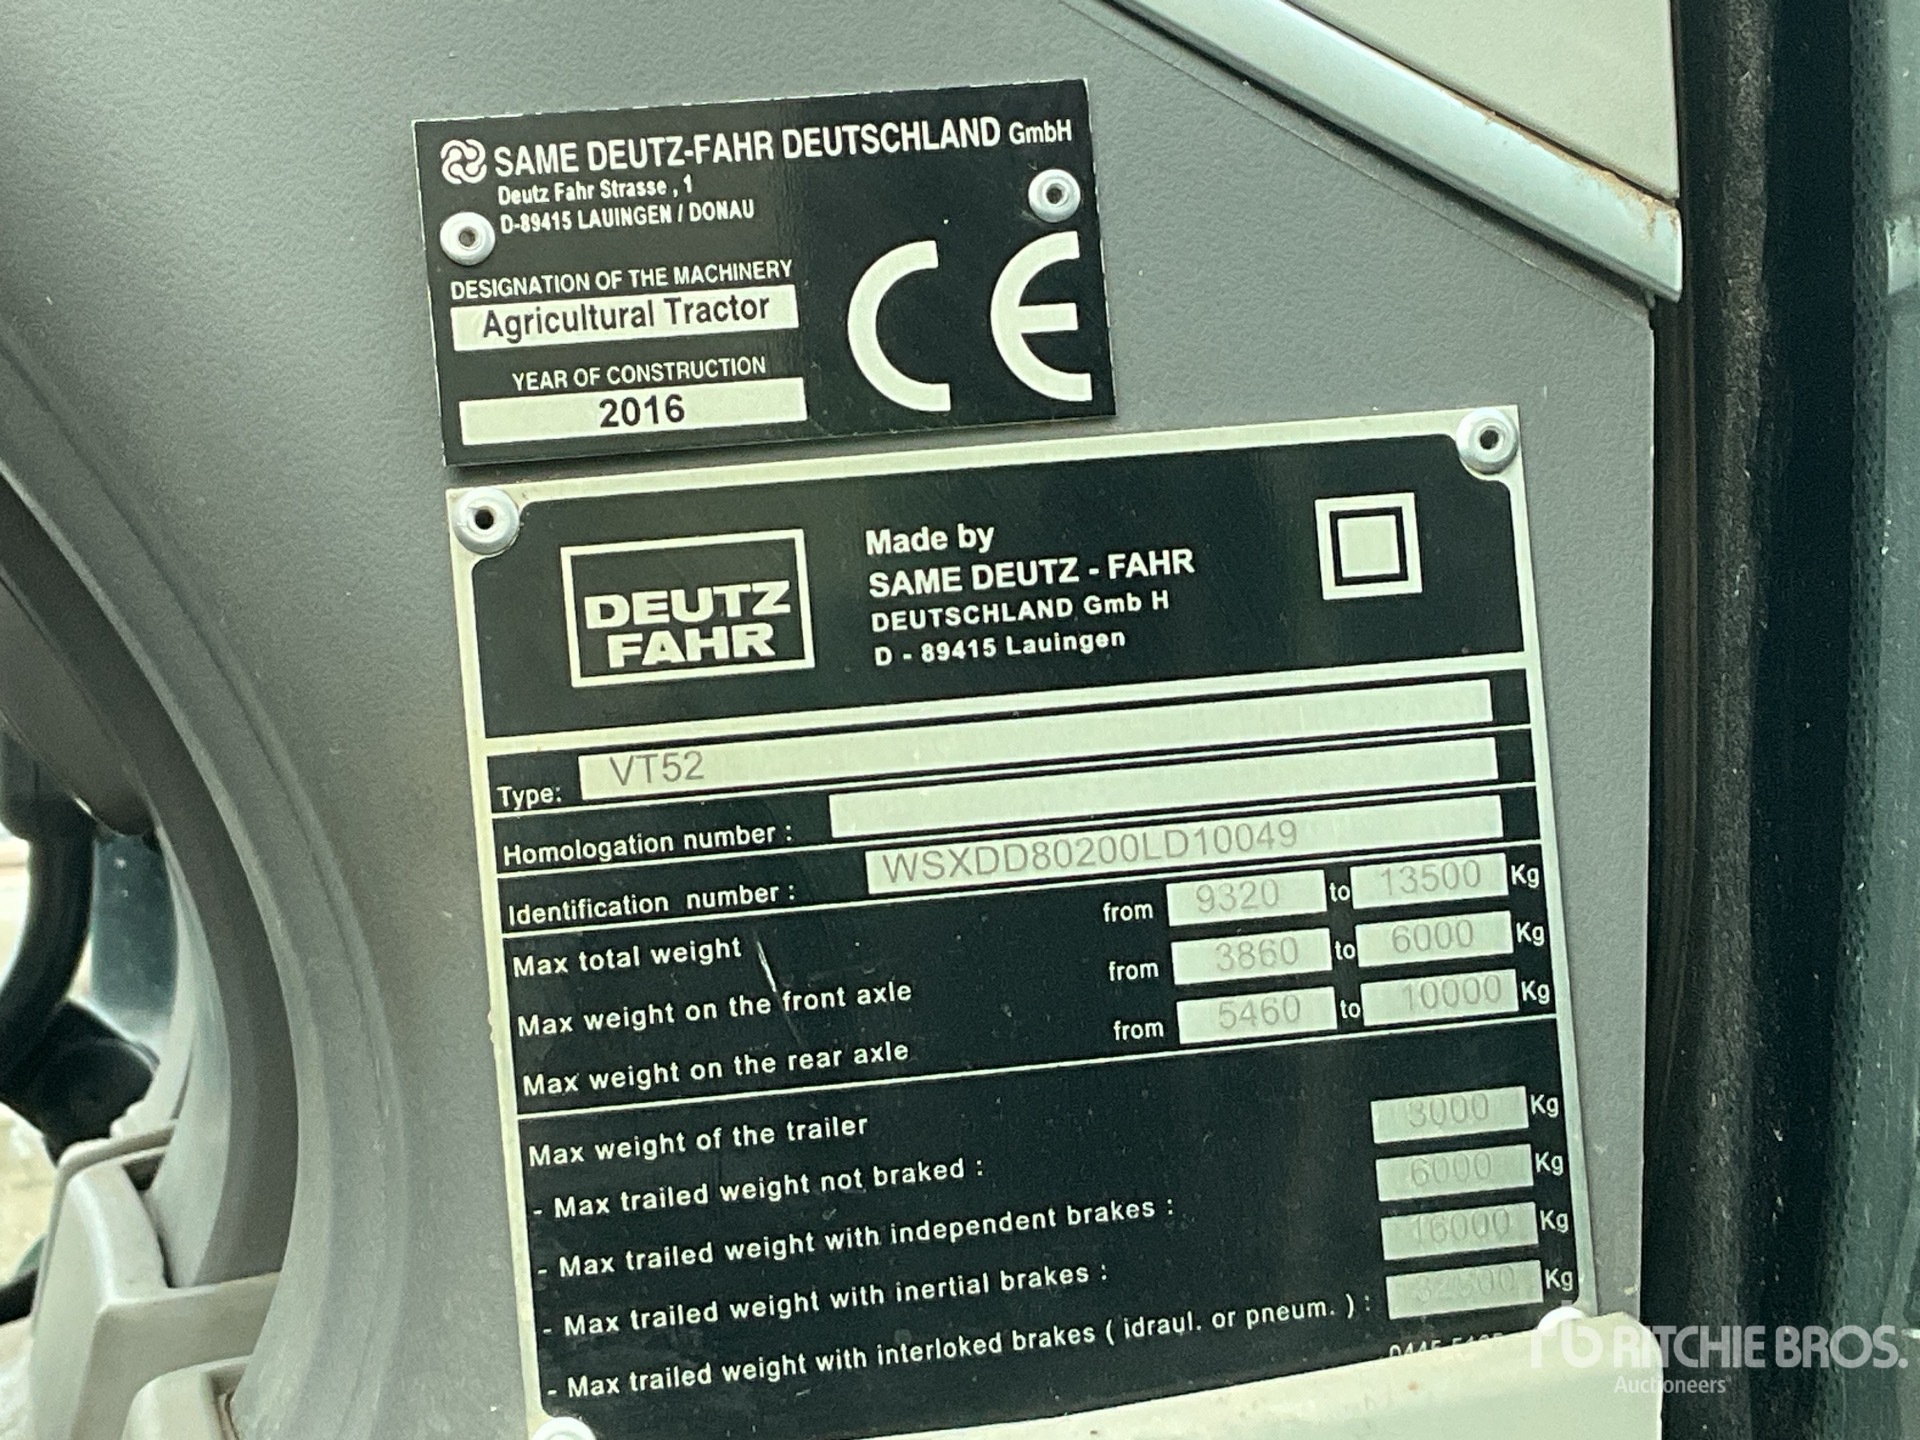 SAME DEUTZ-FAHR DEUTSCHLAND GmbH
Deutz Fahr Strasse , 1
D-89415 LAUINGEN / DONAU
DESIGNATION OF THE MACHINERY
Agricultural Tractor
YEAR OF CONSTRUCTION
2016
CE
DEUTZ
FAHR
Made by
SAME DEUTZ - FAHR
DEUTSCHLAND Gmb H
D - 89415 Lauingen
Type: VT52
Homologation number :
Identification number : WSXDD80200LD10049
Max total weight from 9320 to 13500 Kg
Max weight on the front axle from 3860 to 6000 Kg
Max weight on the rear axle from 5460 to 10000 Kg
Max weight of the trailer
- Max trailed weight not braked : 3000 Kg
- Max trailed weight with independent brakes : 6000 Kg
- Max trailed weight with inertial brakes : 16000 Kg
- Max trailed weight with interloked brakes ( idraul. or pneum. ) : Kg
RITCHIE BROS.
Auctioneers